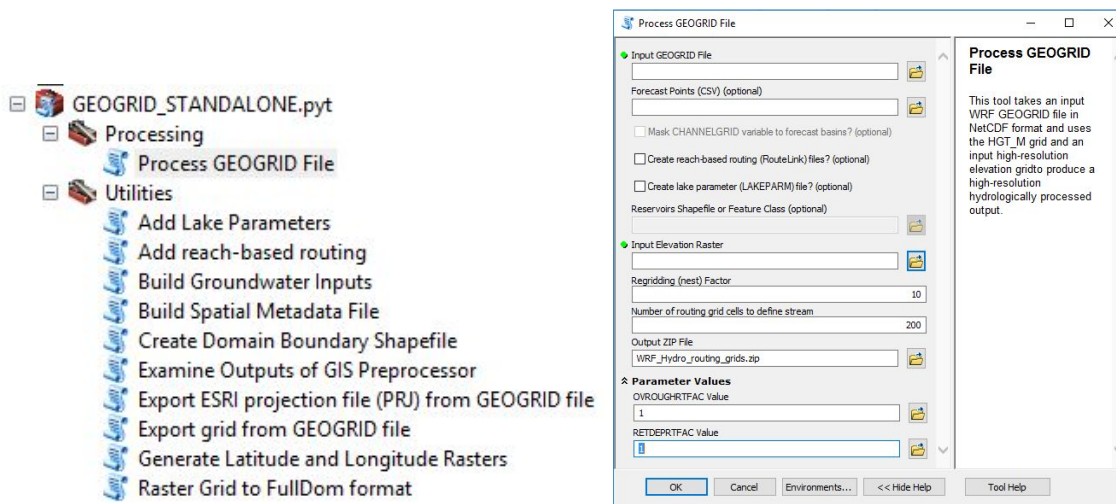 GEOGRID_STANDALONE.pyt
Processing
Process GEOGRID File
Utilities
Add Lake Parameters
Add reach-based routing
Build Groundwater Inputs
Build Spatial Metadata File
Create Domain Boundary Shapefile
Examine Outputs of GIS Preprocessor
Export ESRI projection file (PRJ) from GEOGRID file
Export grid from GEOGRID file
Generate Latitude and Longitude Rasters
Raster Grid to FullDom format
Process GEOGRID File
Input GEOGRID File
Forecast Points (CSV) (optional)
Mask CHANNELGRID variable to forecast basins? (optional)
Create reach-based routing (RouteLink) files? (optional)
Create lake parameter (LAKEPARM) file? (optional)
Reservoirs Shapefile or Feature Class (optional)
Input Elevation Raster
Regridding (nest) Factor
10
Number of routing grid cells to define stream
200
Output ZIP File
WRF_Hydro_routing_grids.zip
Parameter Values
OVROUGHRTFAC Value
1
RETDEPRTFAC Value
1
OK Cancel Environments... << Hide Help Tool Help
Process GEOGRID
File
This tool takes an input
WRF GEOGRID file in
NetCDF format and uses
the HGT_M grid and an
input high-resolution
elevation gridto produce a
high-resolution
hydrologically processed
output.